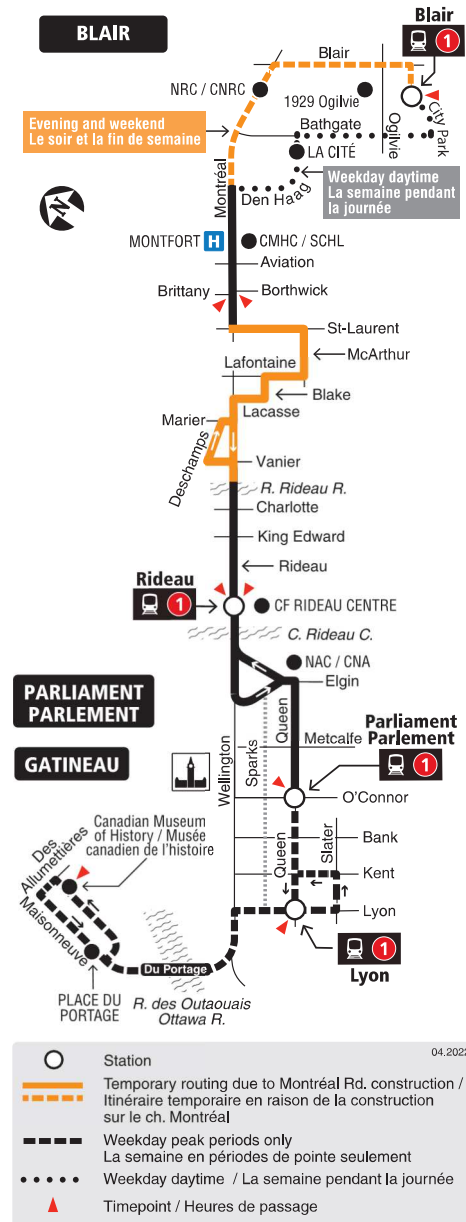 BLAIR
Blair
1
Blair
NRC / CNRC
1929 Ogilvie
City Park
Evening and weekend
Le soir et la fin de semaine
Bathgate
Ogilvie
LA CITÉ
Weekday daytime
La semaine pendant
la journée
Montréal
Den Haag
N
MONTFORT H
CMHC / SCHL
Aviation
Brittany
Borthwick
St-Laurent
McArthur
Lafontaine
Blake
Lacasse
Marier
Deschamps
Vanier
R. Rideau R.
Charlotte
King Edward
Rideau
Rideau
1
CF RIDEAU CENTRE
C. Rideau C.
NAC / CNA
Elgin
PARLIAMENT
PARLEMENT
Queen
Parliament
Parlement
1
Metcalfe
GATINEAU
Wellington
Sparks
O'Connor
Canadian Museum
of History / Musée
canadien de l'histoire
Bank
Queen
Slater
Kent
Des
Allumettières
Maisonneuve
Lyon
1
Lyon
Du Portage
PLACE DU
PORTAGE
R. des Outaouais
Ottawa R.
04.2022
Station
Temporary routing due to Montréal Rd. construction /
Itinéraire temporaire en raison de la construction
sur le ch. Montréal
Weekday peak periods only
La semaine en périodes de pointe seulement
Weekday daytime / La semaine pendant la journée
Timepoint / Heures de passage